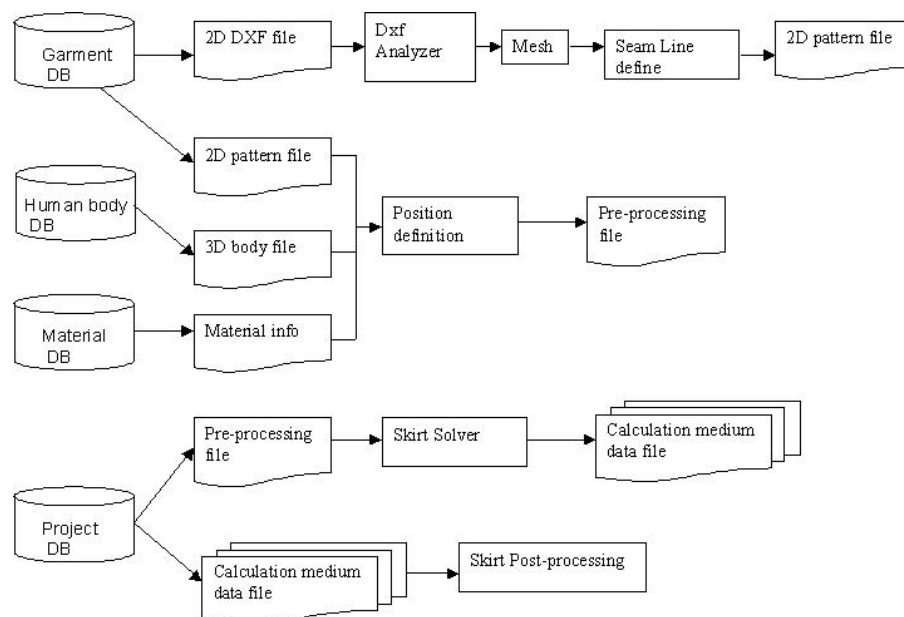 Garment
DB
2D DXF file
Dxf
Analyzer
Mesh
Seam Line
define
2D pattern file
2D pattern file
Human body
DB
3D body file
Position
definition
Pre-processing
file
Material
DB
Material info
Pre-processing
file
Skirt Solver
Calculation medium
data file
Project
DB
Calculation medium
data file
Skirt Post-processing